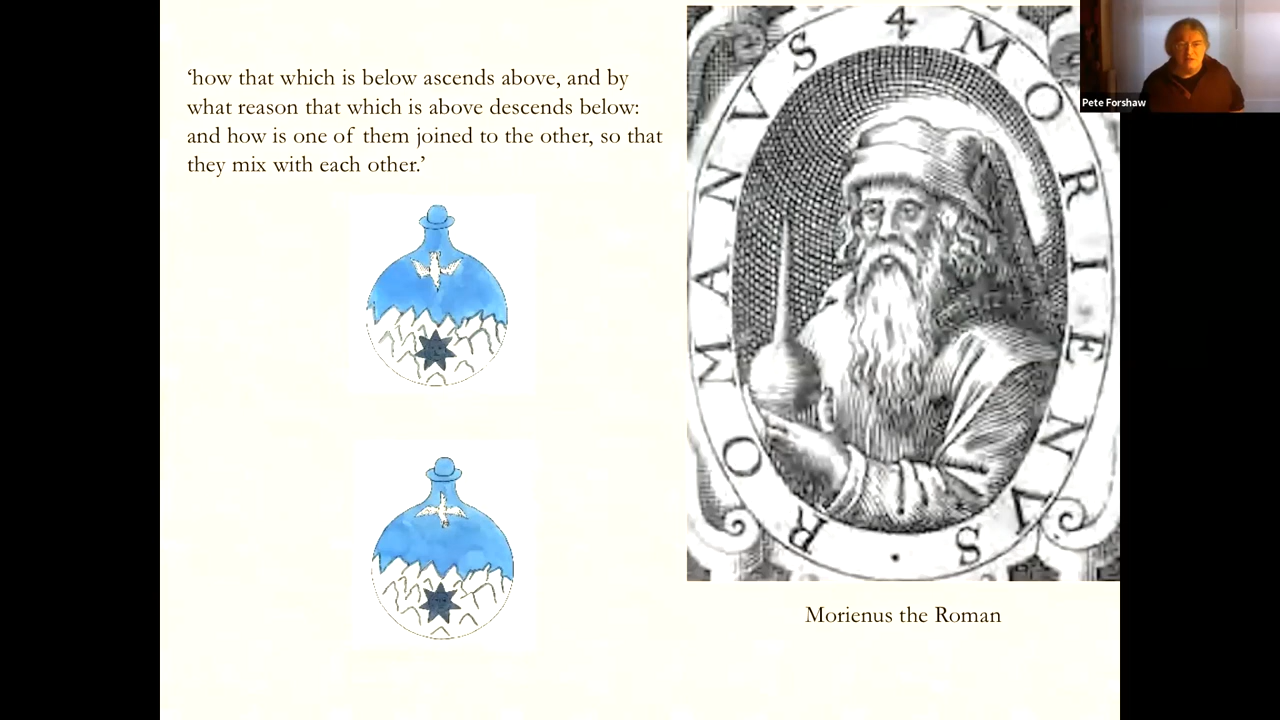 ‘how that which is below ascends above, and by
what reason that which is above descends below:
and how is one of them joined to the other, so that
they mix with each other.’
4 MORIENVS · ROMANVS
Morienus the Roman
Pete Forshaw